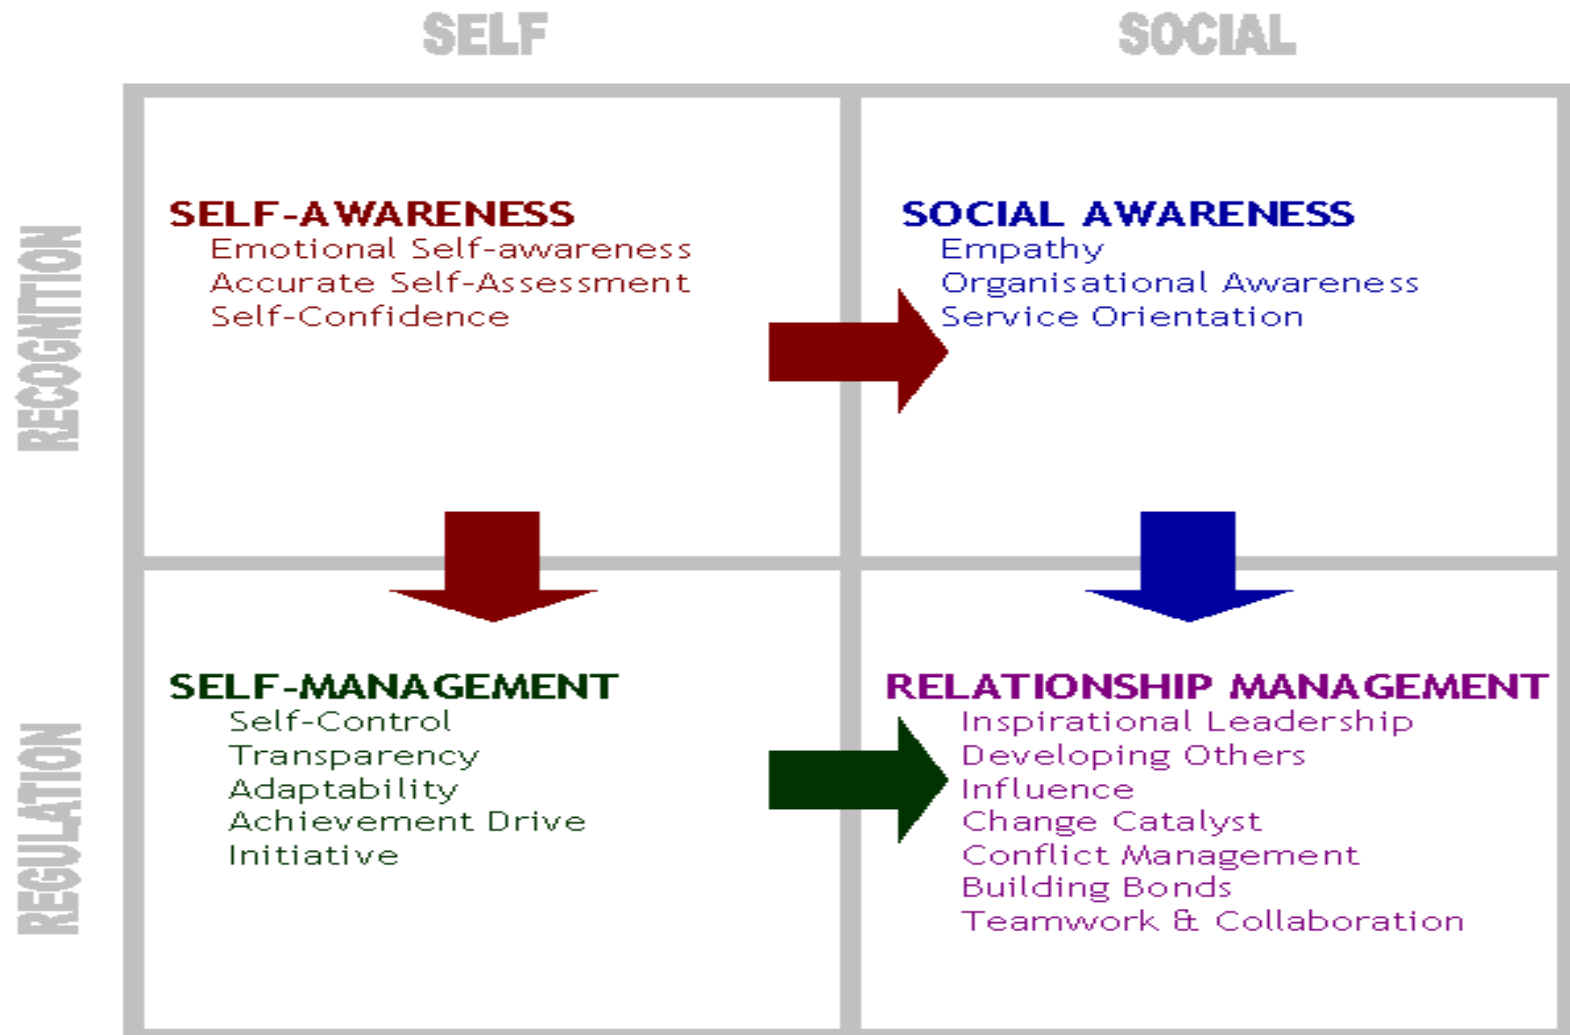 SELF
SOCIAL
RECOGNITION
SELF-AWARENESS
Emotional Self-awareness
Accurate Self-Assessment
Self-Confidence
SOCIAL AWARENESS
Empathy
Organisational Awareness
Service Orientation
REGULATION
SELF-MANAGEMENT
Self-Control
Transparency
Adaptability
Achievement Drive
Initiative
RELATIONSHIP MANAGEMENT
Inspirational Leadership
Developing Others
Influence
Change Catalyst
Conflict Management
Building Bonds
Teamwork & Collaboration